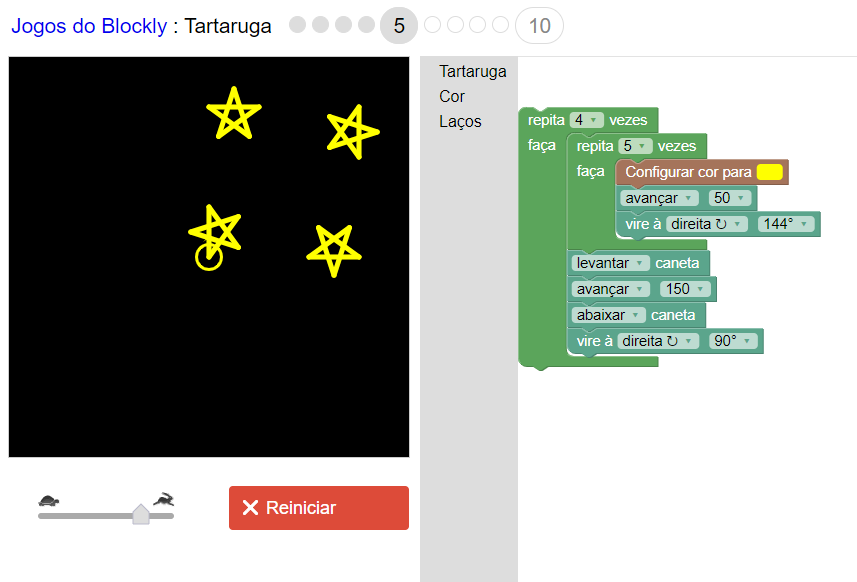 Jogos do Blockly : Tartaruga 5 10
Tartaruga
Cor
Laços
repita 4 vezes
faça repita 5 vezes
faça Configurar cor para
avançar 50
vire à direita ↻ 144°
levantar caneta
avançar 150
abaixar caneta
vire à direita ↻ 90°
Reiniciar